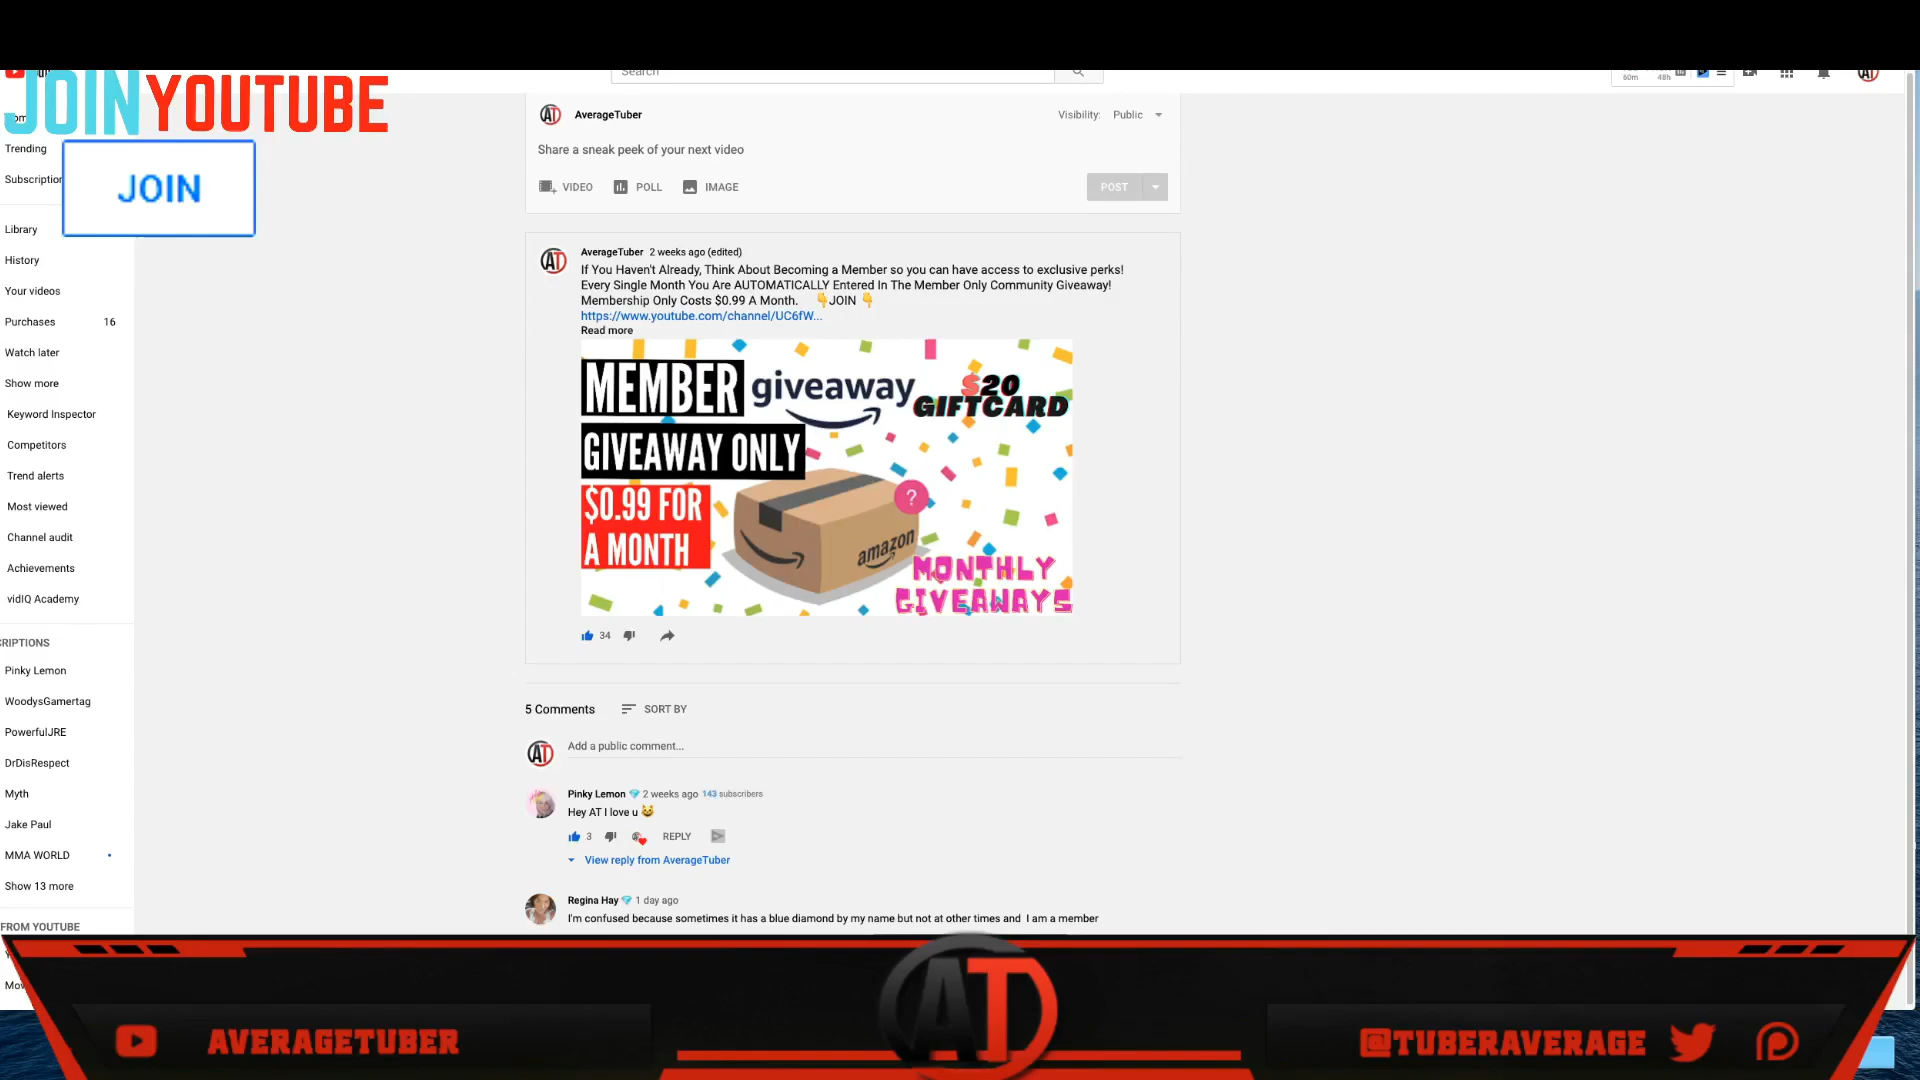 JOIN YOUTUBE
JOIN
Search
60m
48h
Trending
Subscription
Library
History
Your videos
Purchases 16
Watch later
Show more
Keyword Inspector
Competitors
Trend alerts
Most viewed
Channel audit
Achievements
vidIQ Academy
CRIPTIONS
Pinky Lemon
WoodysGamertag
PowerfulJRE
DrDisRespect
Myth
Jake Paul
MMA WORLD
Show 13 more
FROM YOUTUBE
Mov
AverageTuber
Visibility: Public
Share a sneak peek of your next video
VIDEO POLL IMAGE
POST
AverageTuber 2 weeks ago (edited)
If You Haven't Already, Think About Becoming a Member so you can have access to exclusive perks!
Every Single Month You Are AUTOMATICALLY Entered In The Member Only Community Giveaway!
Membership Only Costs $0.99 A Month. 👇JOIN 👇
https://www.youtube.com/channel/UC6fW...
Read more
MEMBER
GIVEAWAY ONLY
$0.99 FOR
A MONTH
giveaway
$20
GIFTCARD
?
amazon
MONTHLY
GIVEAWAYS
34
5 Comments SORT BY
Add a public comment...
Pinky Lemon 💎 2 weeks ago 143 subscribers
Hey AT I love u 😺
3 REPLY
View reply from AverageTuber
Regina Hay 💎 1 day ago
I'm confused because sometimes it has a blue diamond by my name but not at other times and I am a member
AT
AVERAGETUBER
@TUBERAVERAGE